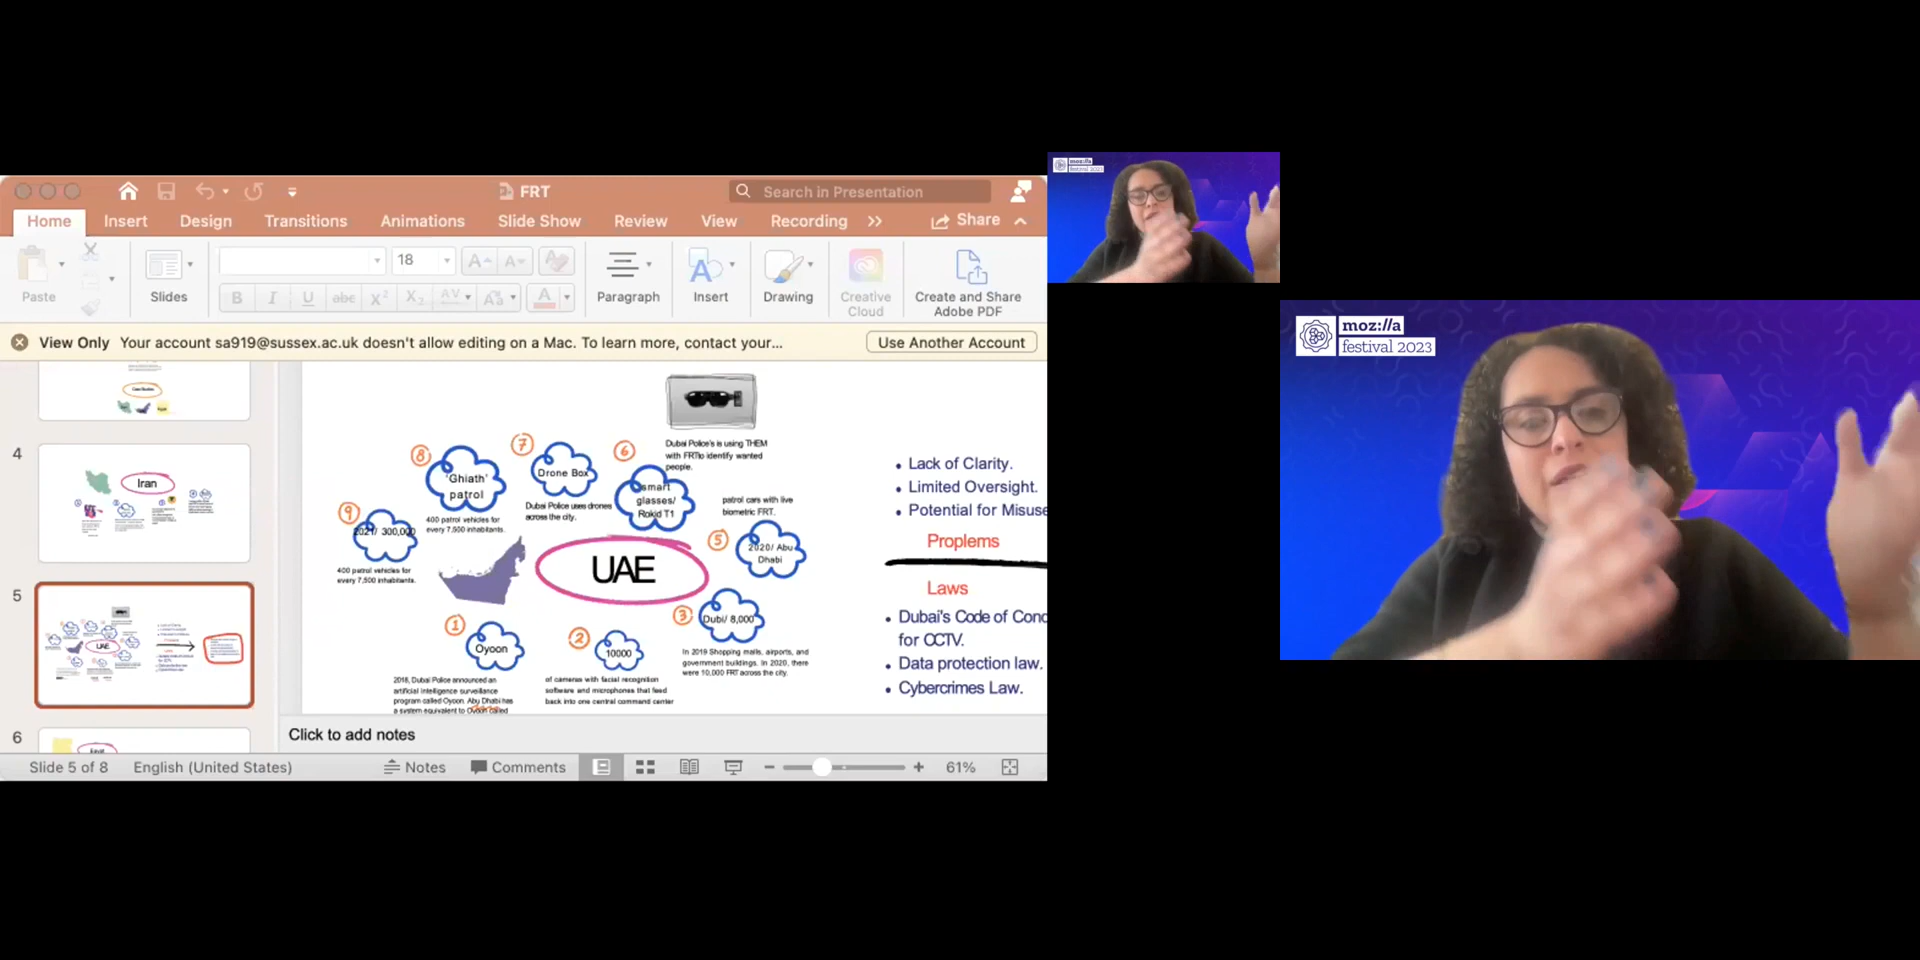 FRT
Search in Presentation
Home
Insert
Design
Transitions
Animations
Slide Show
Review
View
Recording
Share
18
Paste
Slides
Paragraph
Insert
Drawing
Creative
Cloud
Create and Share
Adobe PDF
View Only Your account sa919@sussex.ac.uk doesn't allow editing on a Mac. To learn more, contact your...
Use Another Account
4
Iran
5
UAE
6
Dubai Police's is using THEM
with FRTto identify wanted
people.
8
'Ghiath'
patrol
400 patrol vehicles for
every 7,500 inhabitants.
7
Drone Box
Dubai Police uses drones
across the city.
6
smart
glasses/
Rokid T1
patrol cars with live
biometric FRT.
5
2020/ Abu
Dhabi
9
2021/ 300,000
400 patrol vehicles for
every 7,500 inhabitants.
UAE
1
Oyoon
2018, Dubai Police announced an
artificial intelligence surveillance
program called Oyoon. Abu Dhabi has
a system equivalent to Oyoon called
2
10000
of cameras with facial recognition
software and microphones that feed
back into one central command center
3
Dubi/ 8,000
In 2019 Shopping malls, airports, and
government buildings. In 2020, there
were 10,000 FRT across the city.
Lack of Clarity.
Limited Oversight.
Potential for Misuse
Proplems
Laws
Dubai's Code of Cond
for CCTV.
Data protection law.
Cybercrimes Law.
Click to add notes
Slide 5 of 8
English (United States)
Notes
Comments
61%
moz://a
festival 2023
moz://a
festival 2023